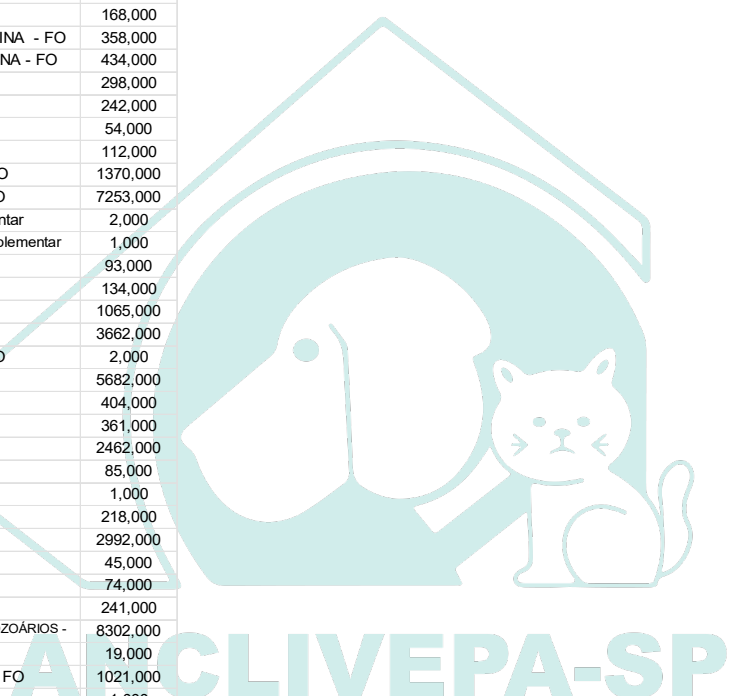 168,000
INA - FO 358,000
NA - FO 434,000
298,000
242,000
54,000
112,000
O 1370,000
O 7253,000
ntar 2,000
plementar 1,000
93,000
134,000
1065,000
3662,000
O 2,000
5682,000
404,000
361,000
2462,000
85,000
1,000
218,000
2992,000
45,000
74,000
241,000
ZOÁRIOS - 8302,000
19,000
FO 1021,000
ANCLIVEPA-SP